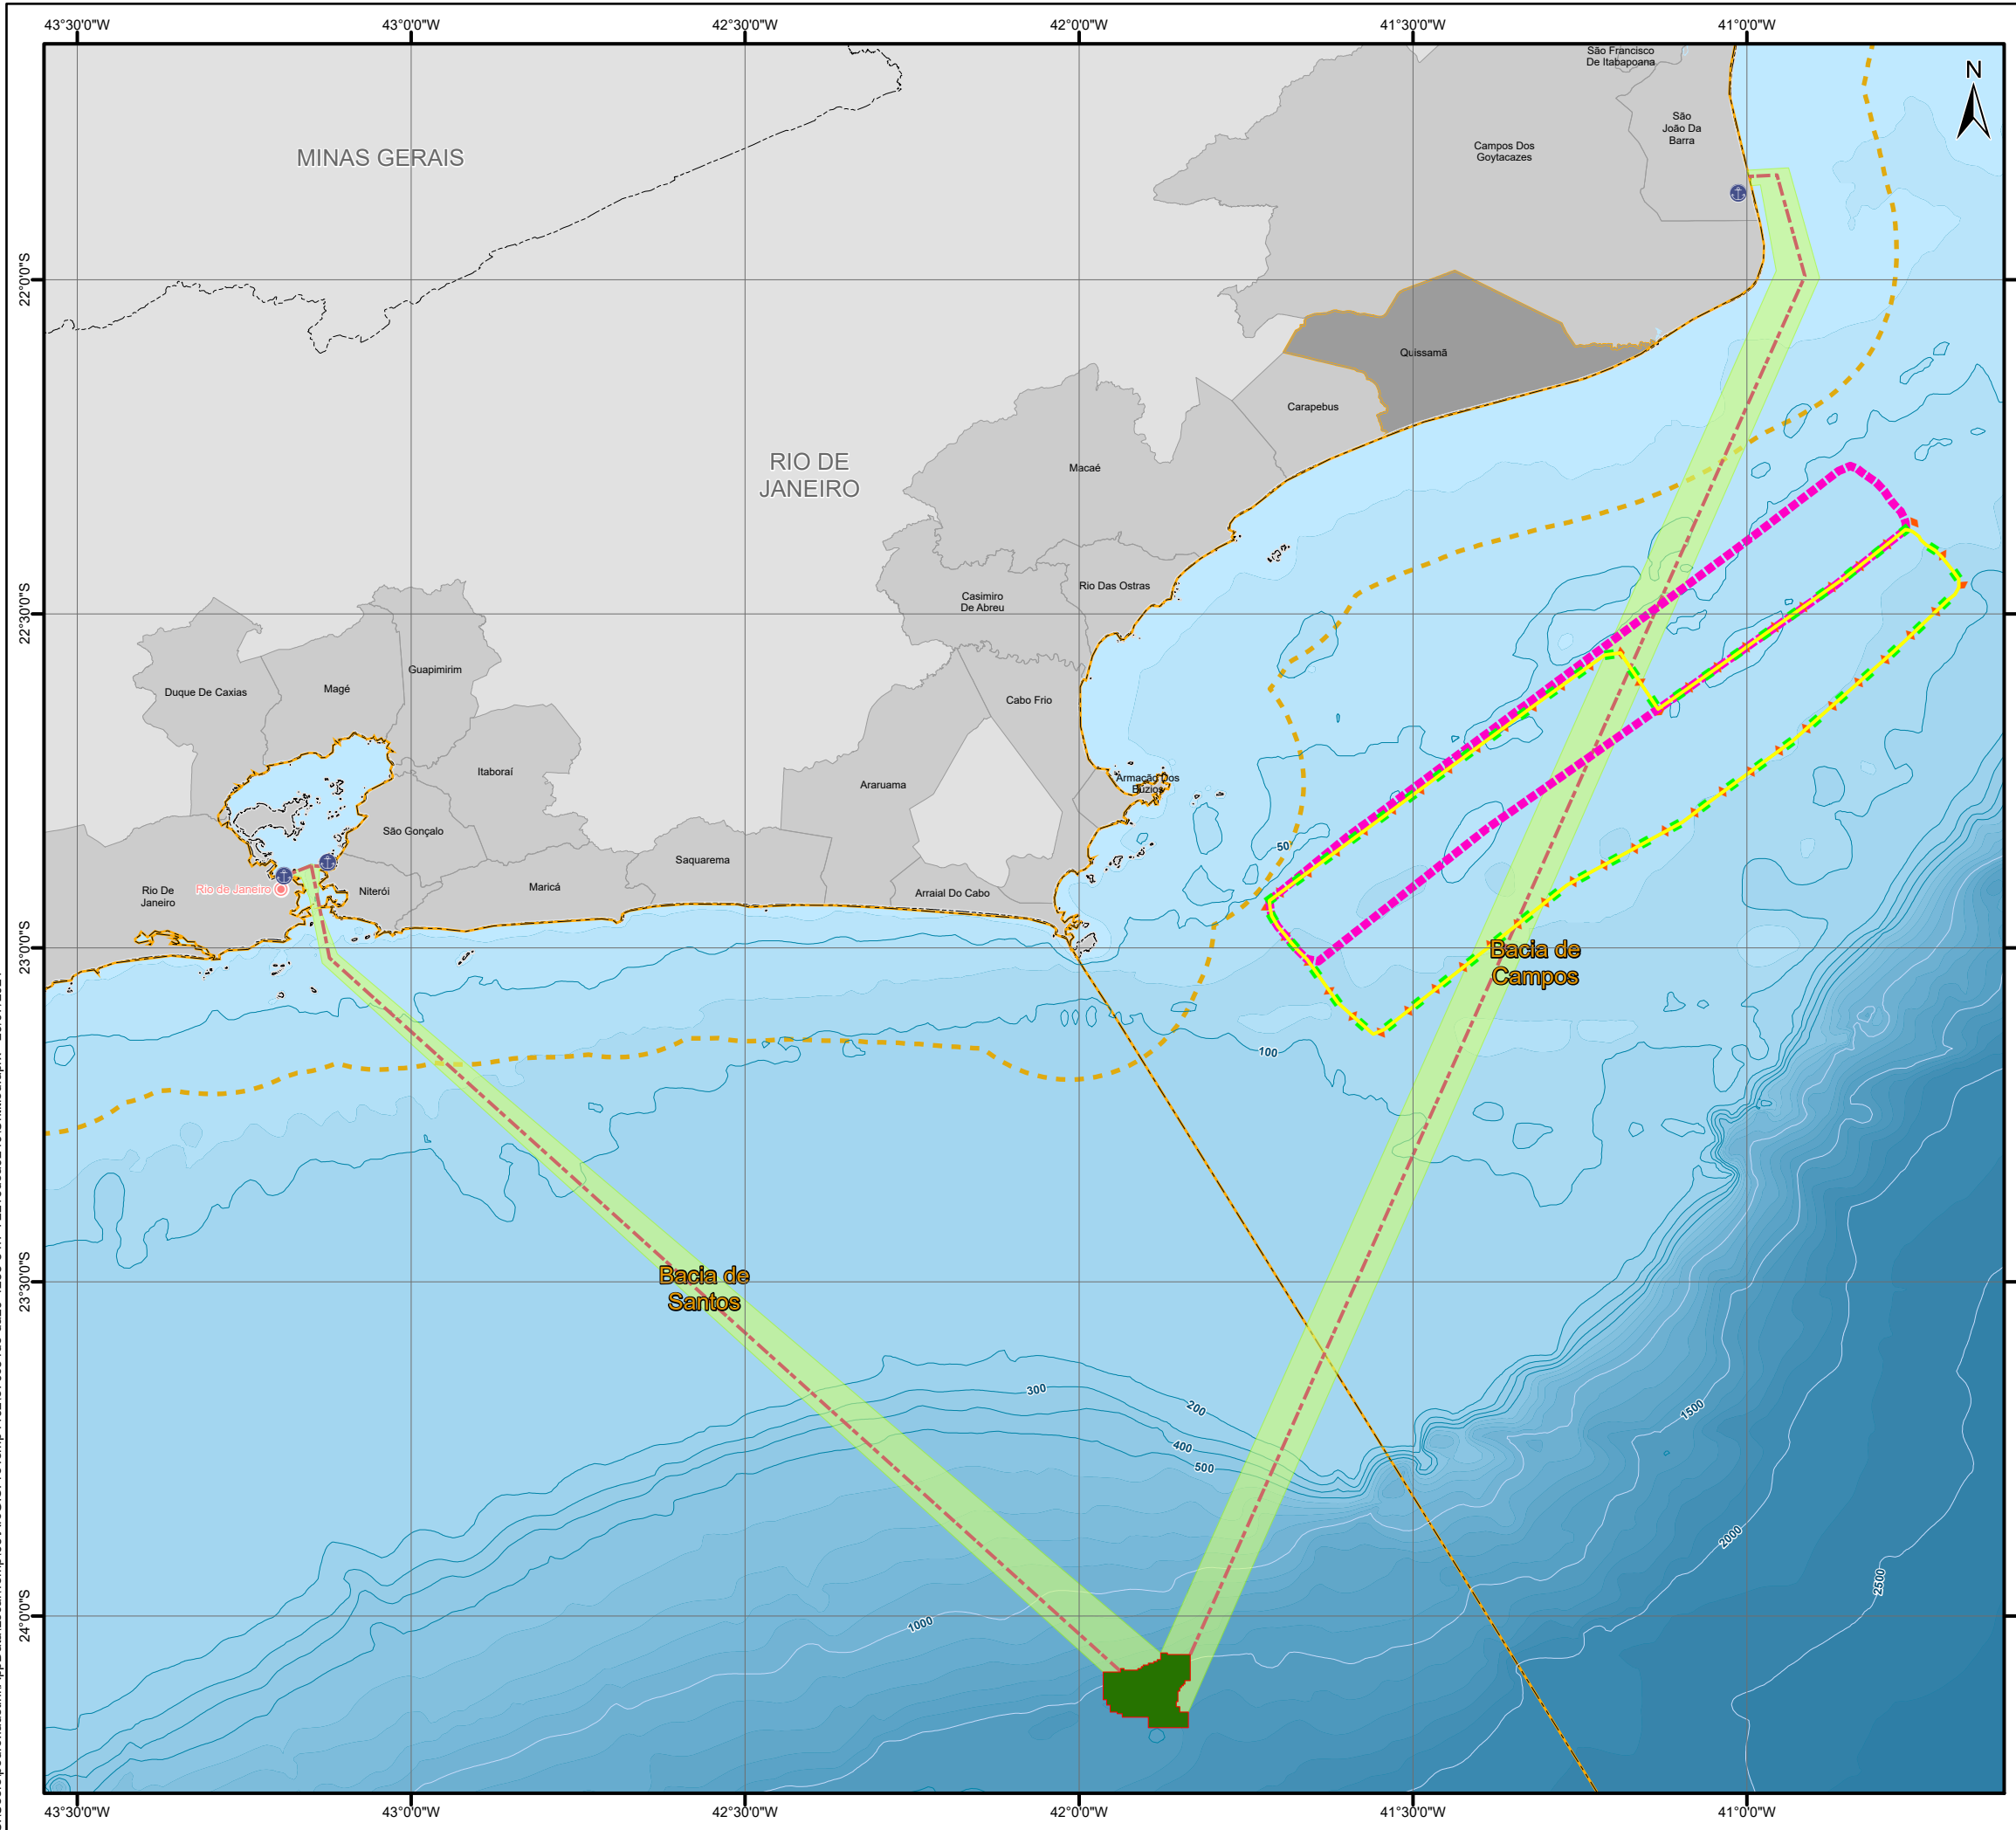 43°30'0"W
43°0'0"W
42°30'0"W
42°0'0"W
41°30'0"W
41°0'0"W
N
São Francisco
De Itabapoana
São
João Da
Barra
Campos Dos
Goytacazes
MINAS GERAIS
22°0'0"S
Quissamã
Carapebus
RIO DE
JANEIRO
Macaé
Rio Das Ostras
Casimiro
De Abreu
22°30'0"S
Guapimirim
Magé
Duque De Caxias
Cabo Frio
Itaboraí
Araruama
Armação Dos
Búzios
São Gonçalo
50
Saquarema
Rio de Janeiro
Rio De
Janeiro
Niterói
Maricá
Arraial Do Cabo
23°0'0"S
Bacia de
Campos
100
23°30'0"S
Bacia de
Santos
300
200
400
500
1500
2000
2500
24°0'0"S
1000
43°30'0"W
43°0'0"W
42°30'0"W
42°0'0"W
41°30'0"W
41°0'0"W